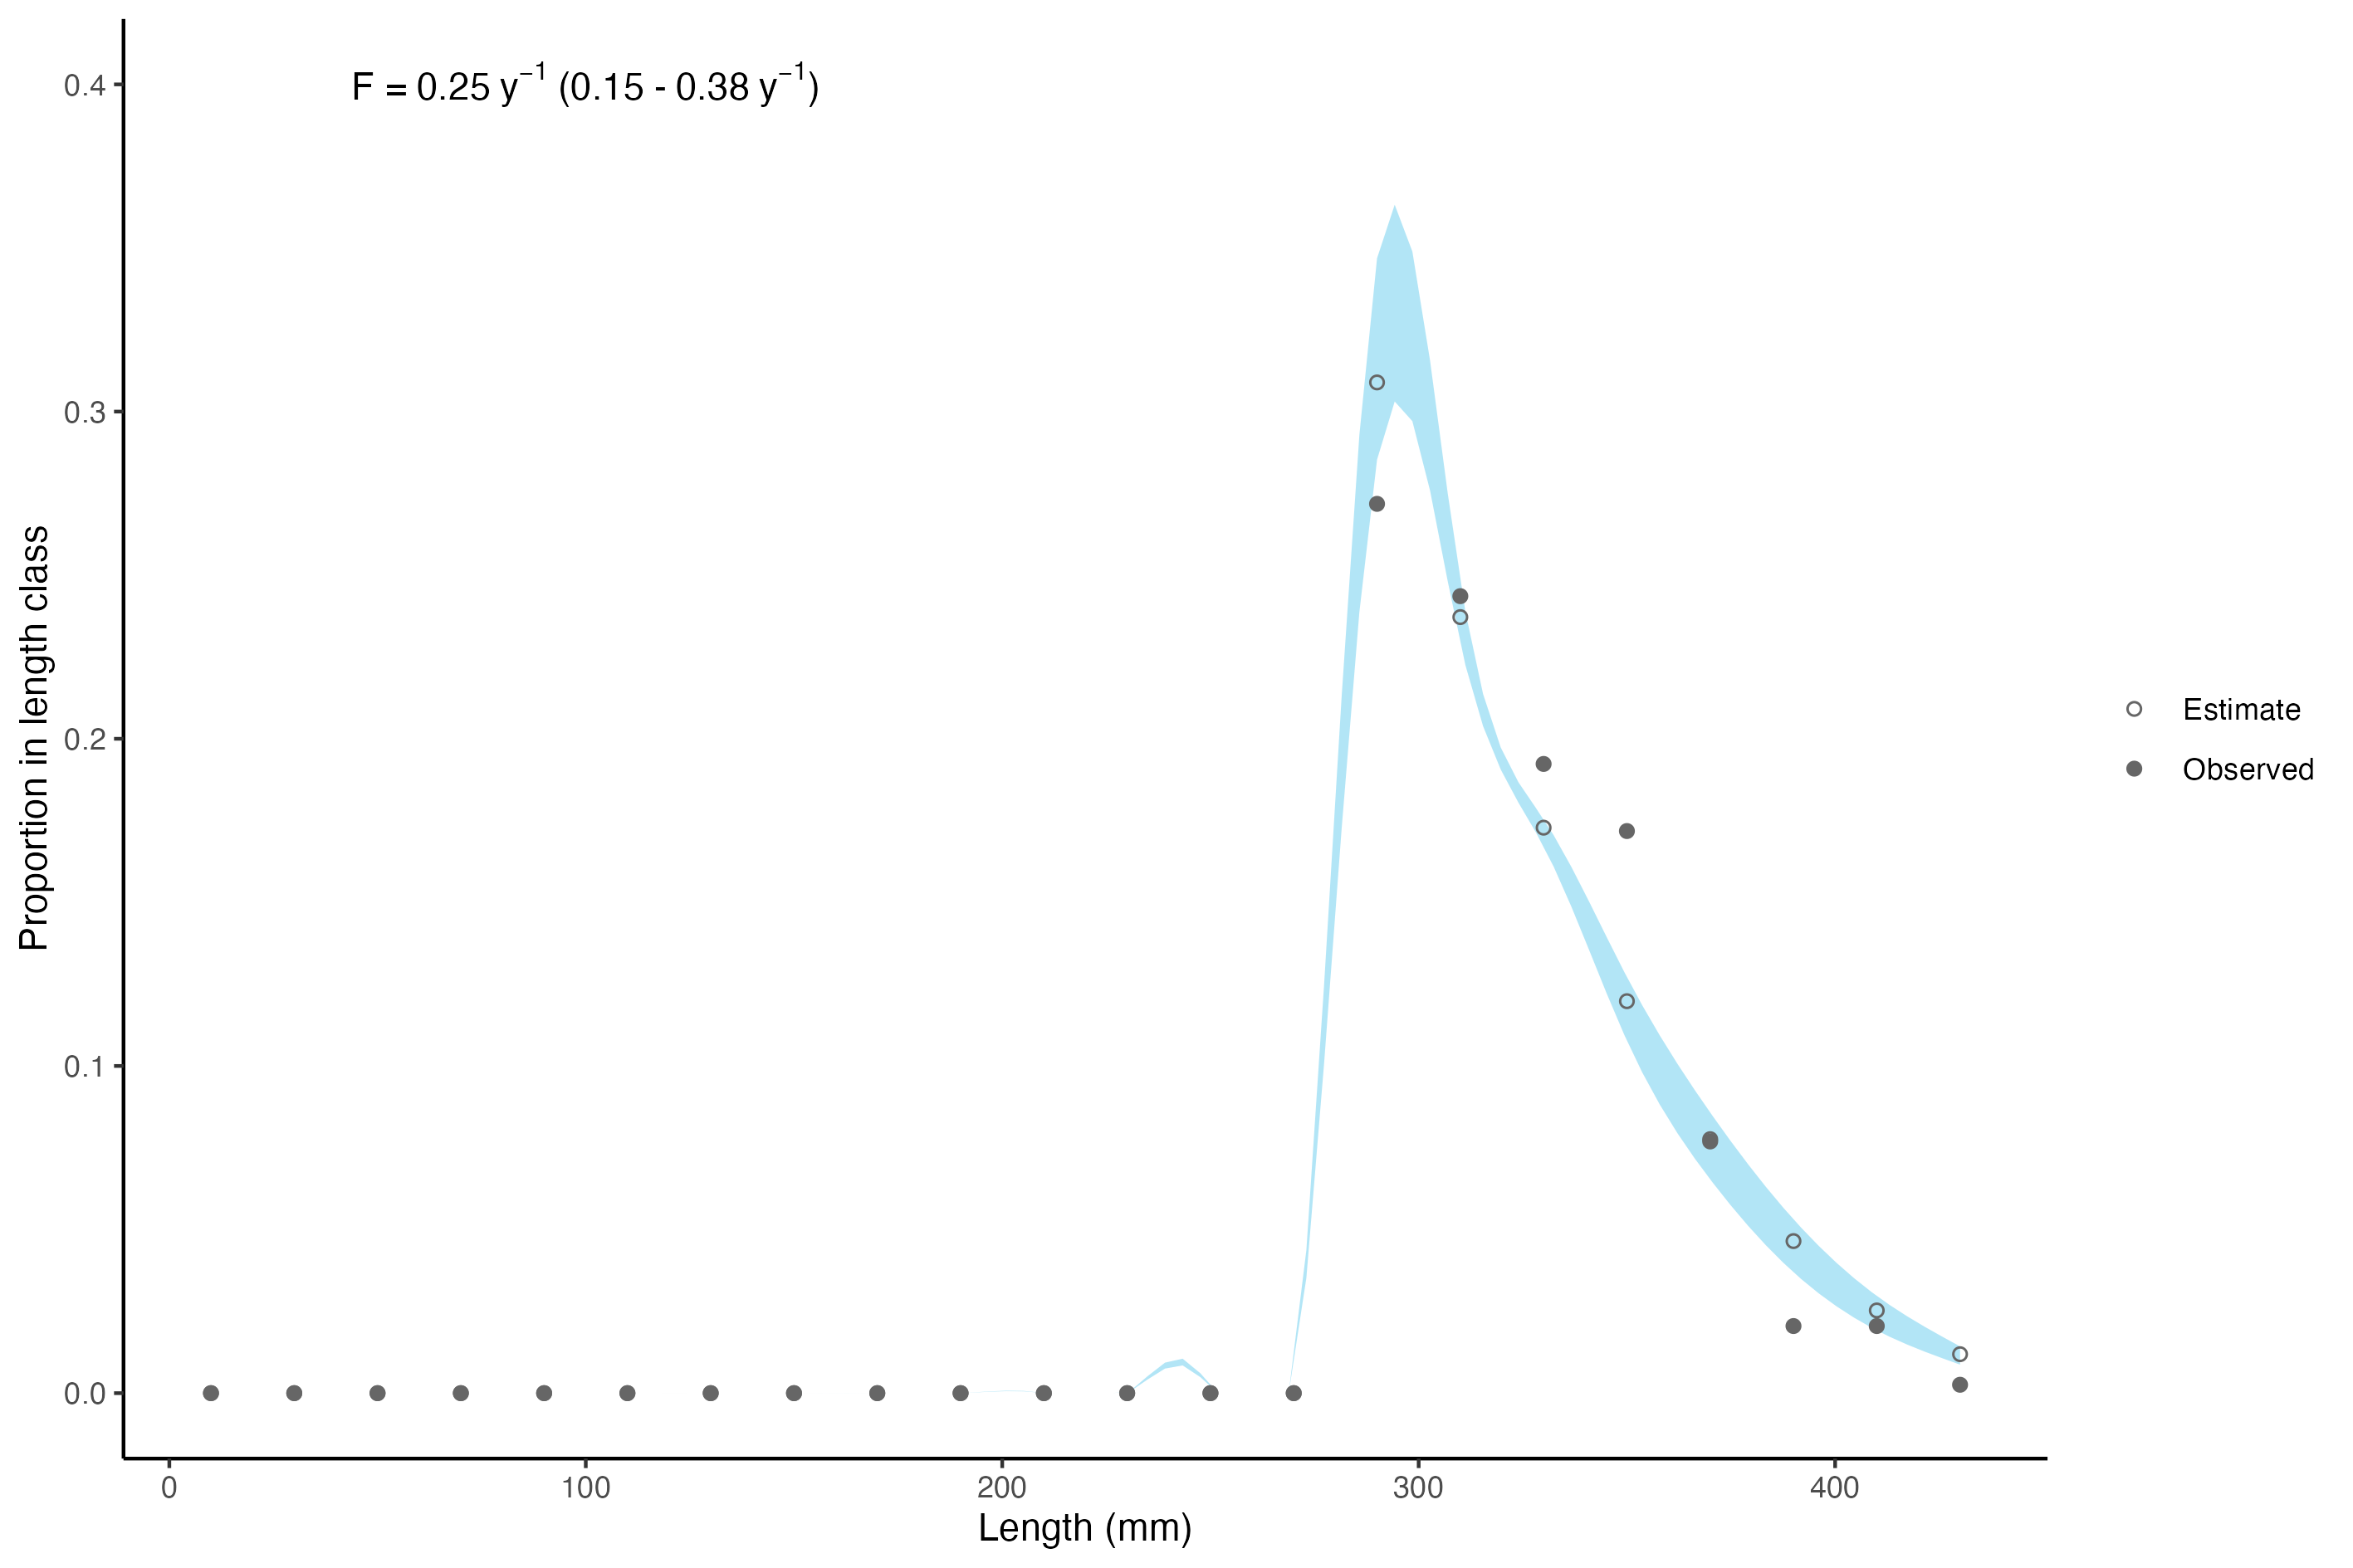 F = 0.25 y⁻¹ (0.15 - 0.38 y⁻¹)
0.4
0.3
0.2
0.1
0.0
Proportion in length class
0 100 200 300 400
Length (mm)
Estimate
Observed